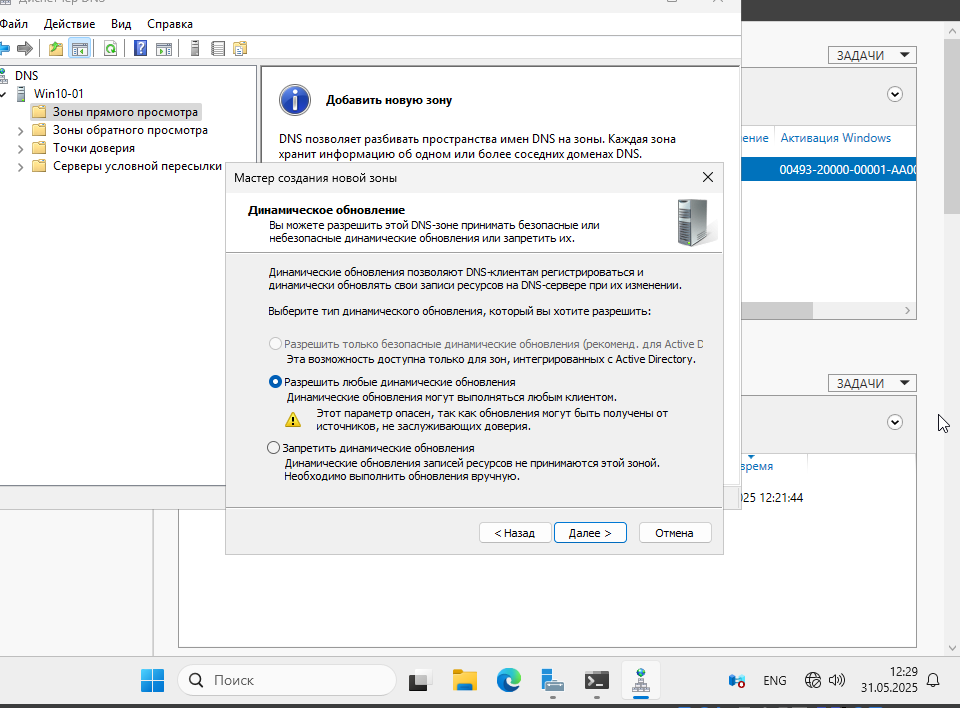 Диспетчер DNS
Файл Действие Вид Справка
DNS
Win10-01
Зоны прямого просмотра
Зоны обратного просмотра
Точки доверия
Серверы условной пересылки
Добавить новую зону
DNS позволяет разбивать пространства имен DNS на зоны. Каждая зона
хранит информацию об одном или более соседних доменах DNS.
Мастер создания новой зоны
Динамическое обновление
Вы можете разрешить этой DNS-зоне принимать безопасные или
небезопасные динамические обновления или запретить их.
Динамические обновления позволяют DNS-клиентам регистрироваться и
динамически обновлять свои записи ресурсов на DNS-сервере при их изменении.
Выберите тип динамического обновления, который вы хотите разрешить:
Разрешить только безопасные динамические обновления (рекоменд. для Active D
Эта возможность доступна только для зон, интегрированных с Active Directory.
Разрешить любые динамические обновления
Динамические обновления могут выполняться любым клиентом.
Этот параметр опасен, так как обновления могут быть получены от
источников, не заслуживающих доверия.
Запретить динамические обновления
Динамические обновления записей ресурсов не принимаются этой зоной.
Необходимо выполнить обновления вручную.
< Назад Далее > Отмена
ЗАДАЧИ
ение Активация Windows
00493-20000-00001-AA00
ЗАДАЧИ
время
025 12:21:44
Поиск
ENG
12:29
31.05.2025